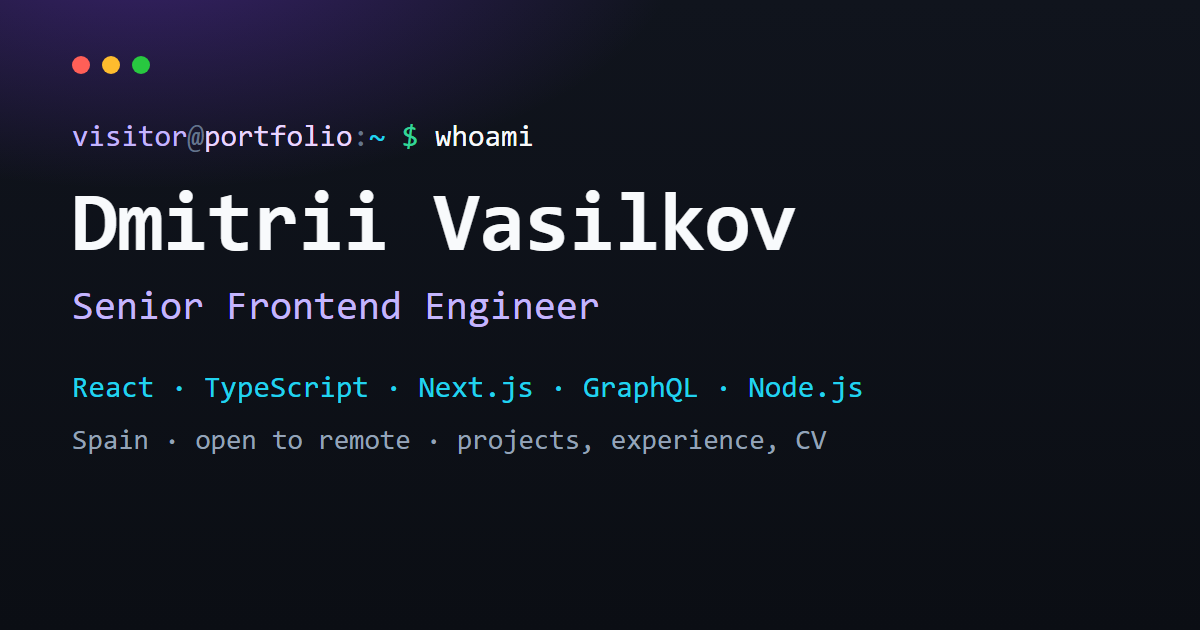 visitor@portfolio:~ $ whoami
Dmitrii Vasilkov
Senior Frontend Engineer
React · TypeScript · Next.js · GraphQL · Node.js
Spain · open to remote · projects, experience, CV